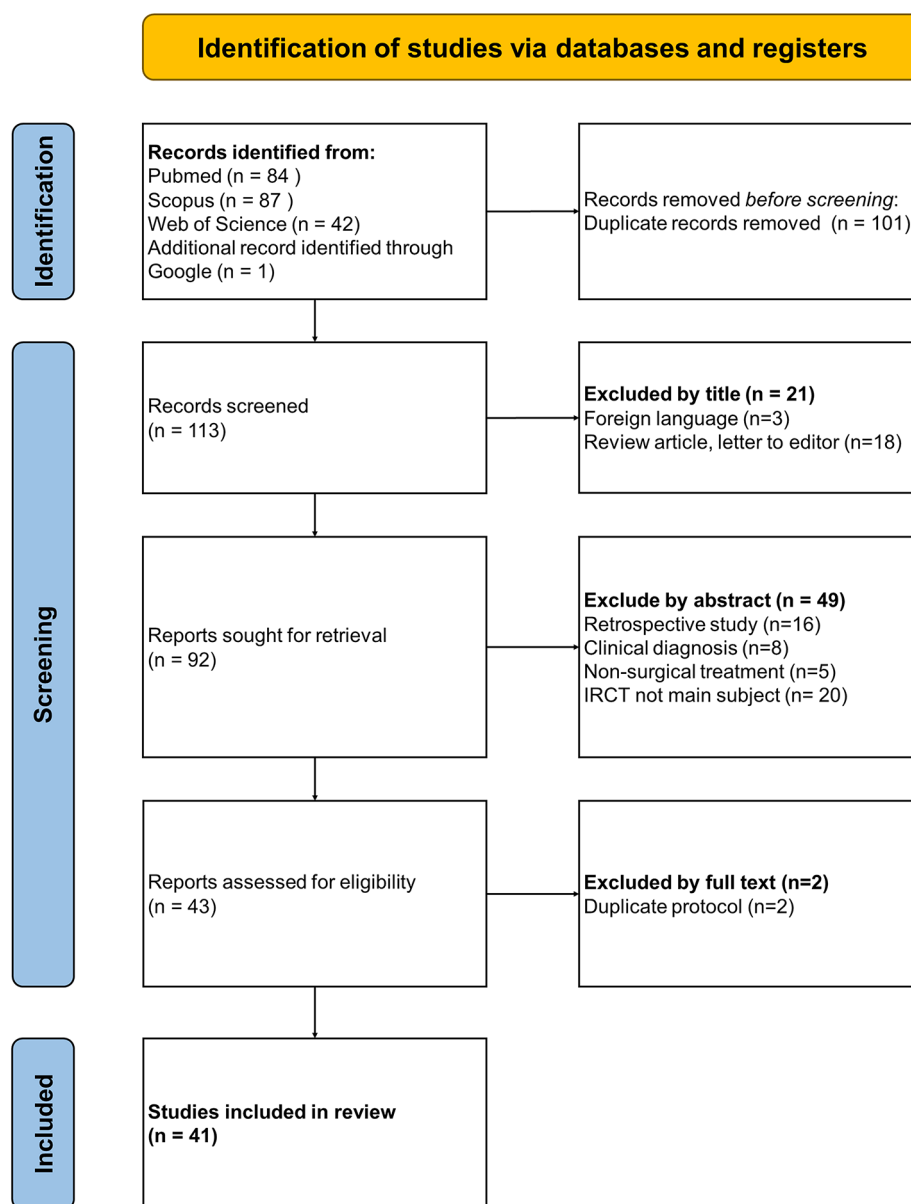 Identification of studies via databases and registers
Identification
Records identified from:
Pubmed (n = 84 )
Scopus (n = 87 )
Web of Science (n = 42)
Additional record identified through
Google (n = 1)
Records removed before screening:
Duplicate records removed  (n = 101)
Screening
Records screened
(n = 113)
Excluded by title (n = 21)
Foreign language (n=3)
Review article, letter to editor (n=18)
Reports sought for retrieval
(n = 92)
Exclude by abstract (n = 49)
Retrospective study (n=16)
Clinical diagnosis (n=8)
Non-surgical treatment (n=5)
IRCT not main subject (n= 20)
Reports assessed for eligibility
(n = 43)
Excluded by full text (n=2)
Duplicate protocol (n=2)
Included
Studies included in review
(n = 41)